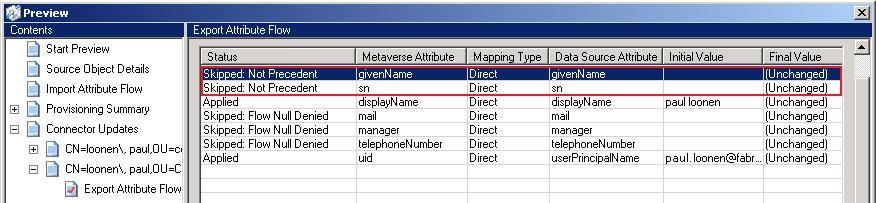 Preview
Contents
Export Attribute Flow
Start Preview
Source Object Details
Import Attribute Flow
Provisioning Summary
Connector Updates
CN=loonen\, paul,OU=co
CN=loonen\, paul,OU=C
Export Attribute Flow
Status Metaverse Attribute Mapping Type Data Source Attribute Initial Value Final Value
Skipped: Not Precedent givenName Direct givenName (Unchanged)
Skipped: Not Precedent sn Direct sn (Unchanged)
Applied displayName Direct displayName paul loonen (Unchanged)
Skipped: Flow Null Denied mail Direct mail (Unchanged)
Skipped: Flow Null Denied manager Direct manager (Unchanged)
Skipped: Flow Null Denied telephoneNumber Direct telephoneNumber (Unchanged)
Applied uid Direct userPrincipalName paul.loonen@fabr... (Unchanged)